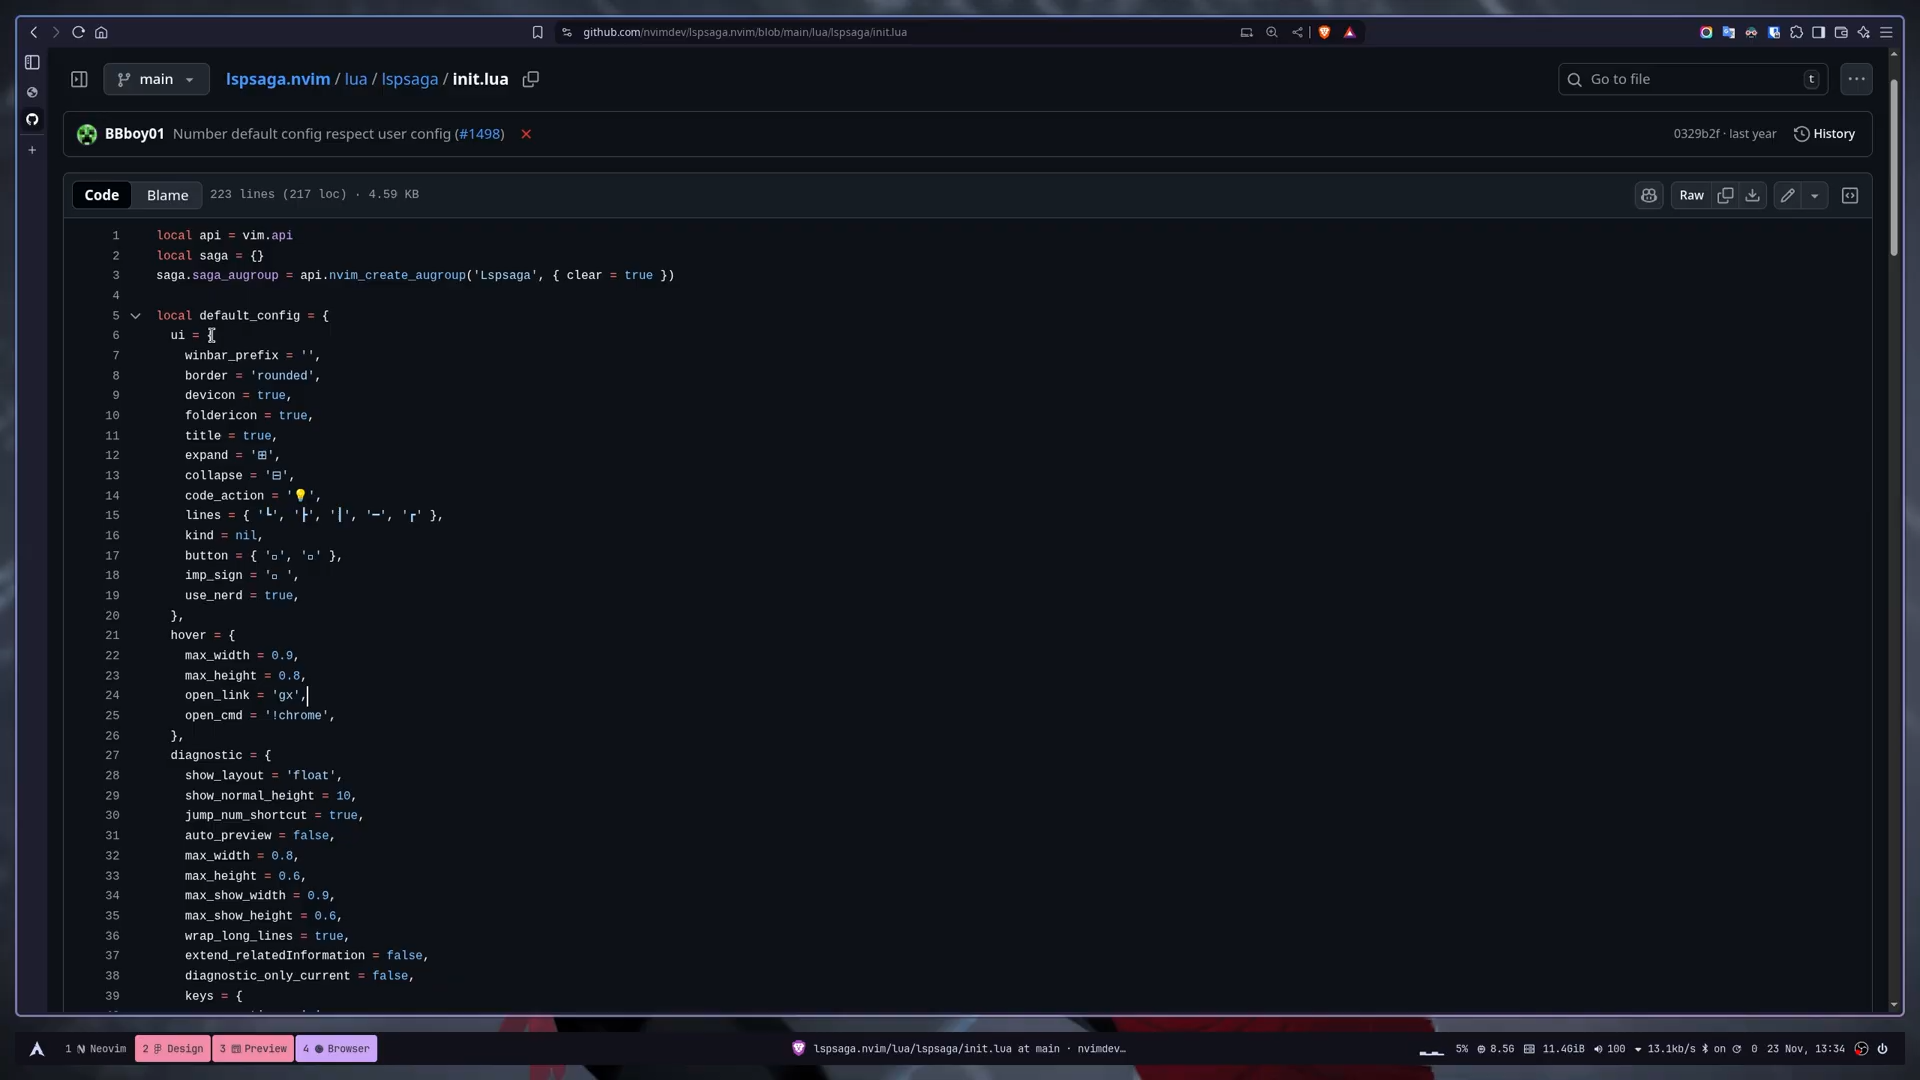 github.com/nvimdev/lspsaga.nvim/blob/main/lua/lspsaga/init.lua
main
lspsaga.nvim / lua / lspsaga / init.lua
Go to file
t
BBboy01 Number default config respect user config (#1498)
0329b2f · last year
History
Code
Blame
223 lines (217 loc) · 4.59 KB
Raw
1 local api = vim.api
2 local saga = {}
3 saga.saga_augroup = api.nvim_create_augroup('Lspsaga', { clear = true })
4
5 local default_config = {
6 ui = {
7 winbar_prefix = '',
8 border = 'rounded',
9 devicon = true,
10 foldericon = true,
11 title = true,
12 expand = '⊞',
13 collapse = '⊟',
14 code_action = '💡',
15 lines = { '┗', '┣', '┃', '━', '┏' },
16 kind = nil,
17 button = { '', '' },
18 imp_sign = ' ',
19 use_nerd = true,
20 },
21 hover = {
22 max_width = 0.9,
23 max_height = 0.8,
24 open_link = 'gx',
25 open_cmd = '!chrome',
26 },
27 diagnostic = {
28 show_layout = 'float',
29 show_normal_height = 10,
30 jump_num_shortcut = true,
31 auto_preview = false,
32 max_width = 0.8,
33 max_height = 0.6,
34 max_show_width = 0.9,
35 max_show_height = 0.6,
36 wrap_long_lines = true,
37 extend_relatedInformation = false,
38 diagnostic_only_current = false,
39 keys = {
1 Neovim
2 Design
3 Preview
4 Browser
lspsaga.nvim/lua/lspsaga/init.lua at main · nvimdev…
5% 8.5G 11.4GiB 100 13.1kb/s on 0 23 Nov, 13:34